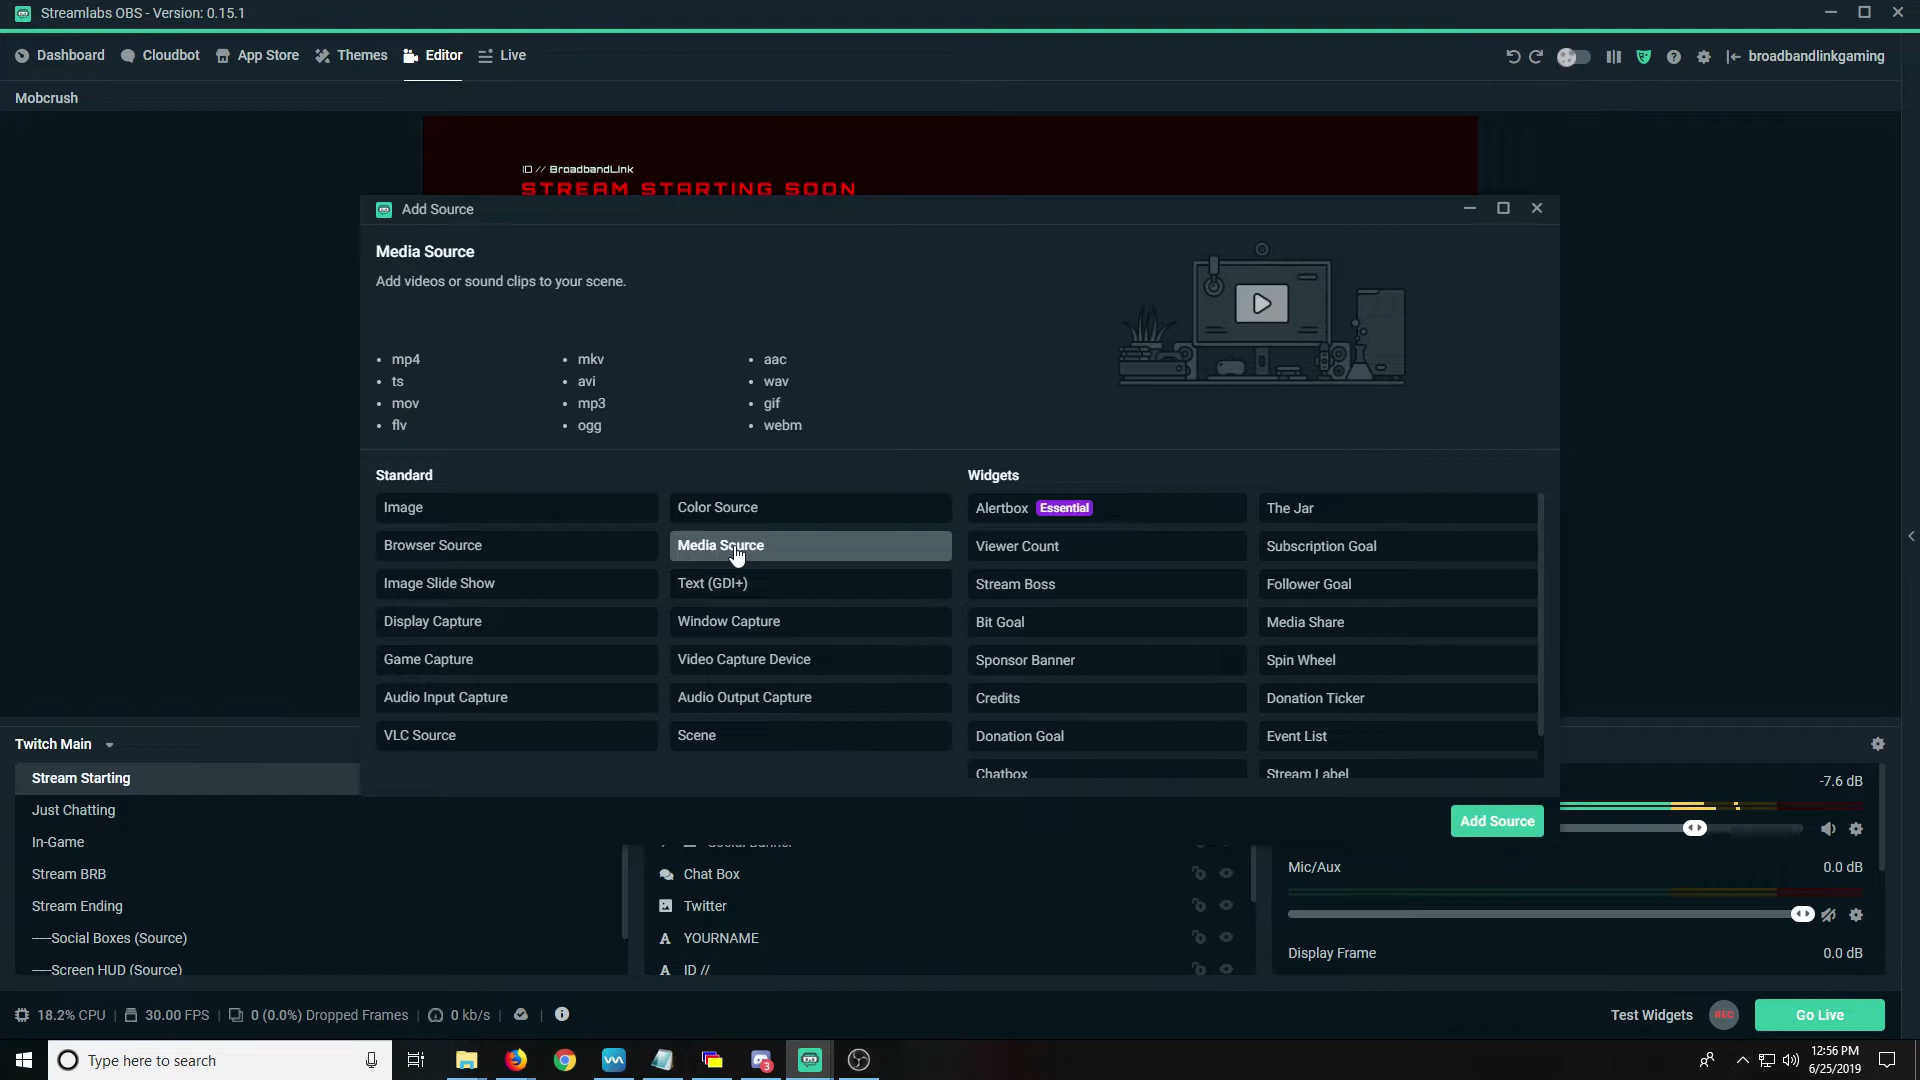 Streamlabs OBS - Version: 0.15.1
Dashboard Cloudbot App Store Themes Editor Live broadbandlinkgaming
Mobcrush
ID // BroadbandLink
STREAM STARTING SOON
Add Source
Media Source
Add videos or sound clips to your scene.
• mp4 • mkv • aac
• ts • avi • wav
• mov • mp3 • gif
• flv • ogg • webm
Standard Widgets
Image Color Source Alertbox Essential The Jar
Browser Source Media Source Viewer Count Subscription Goal
Image Slide Show Text (GDI+) Stream Boss Follower Goal
Display Capture Window Capture Bit Goal Media Share
Game Capture Video Capture Device Sponsor Banner Spin Wheel
Audio Input Capture Audio Output Capture Credits Donation Ticker
VLC Source Scene Donation Goal Event List
Chatbox Stream Label
Add Source
Twitch Main
Stream Starting
Just Chatting
In-Game
Stream BRB
Stream Ending
-----Social Boxes (Source)
-----Screen HUD (Source)
Social Banner
Chat Box
Twitter
YOURNAME
ID //
-7.6 dB
Mic/Aux 0.0 dB
Display Frame 0.0 dB
18.2% CPU | 30.00 FPS | 0 (0.0%) Dropped Frames | 0 kb/s | |
Test Widgets REC Go Live
Type here to search
3
12:56 PM
6/25/2019